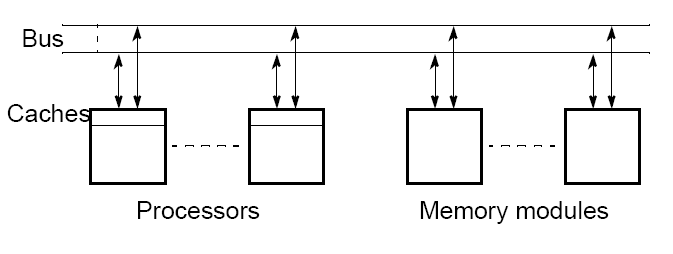 Bus
Caches
Processors
Memory modules